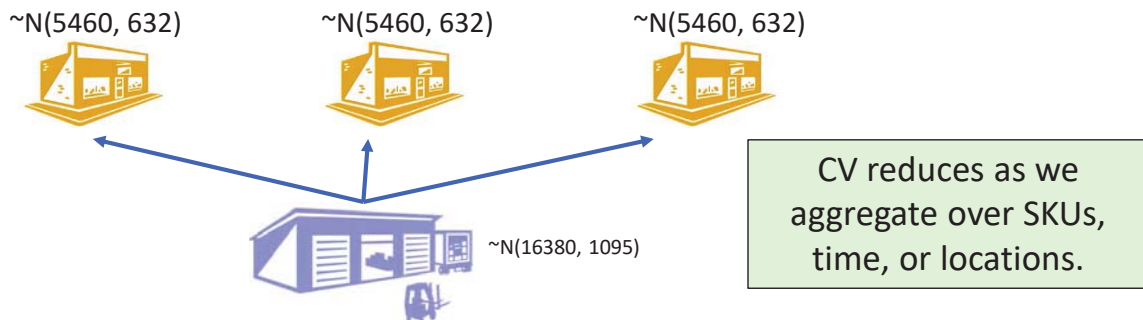 ~N(5460, 632)
~N(5460, 632)
~N(5460, 632)
~N(16380, 1095)
CV reduces as we
aggregate over SKUs,
time, or locations.